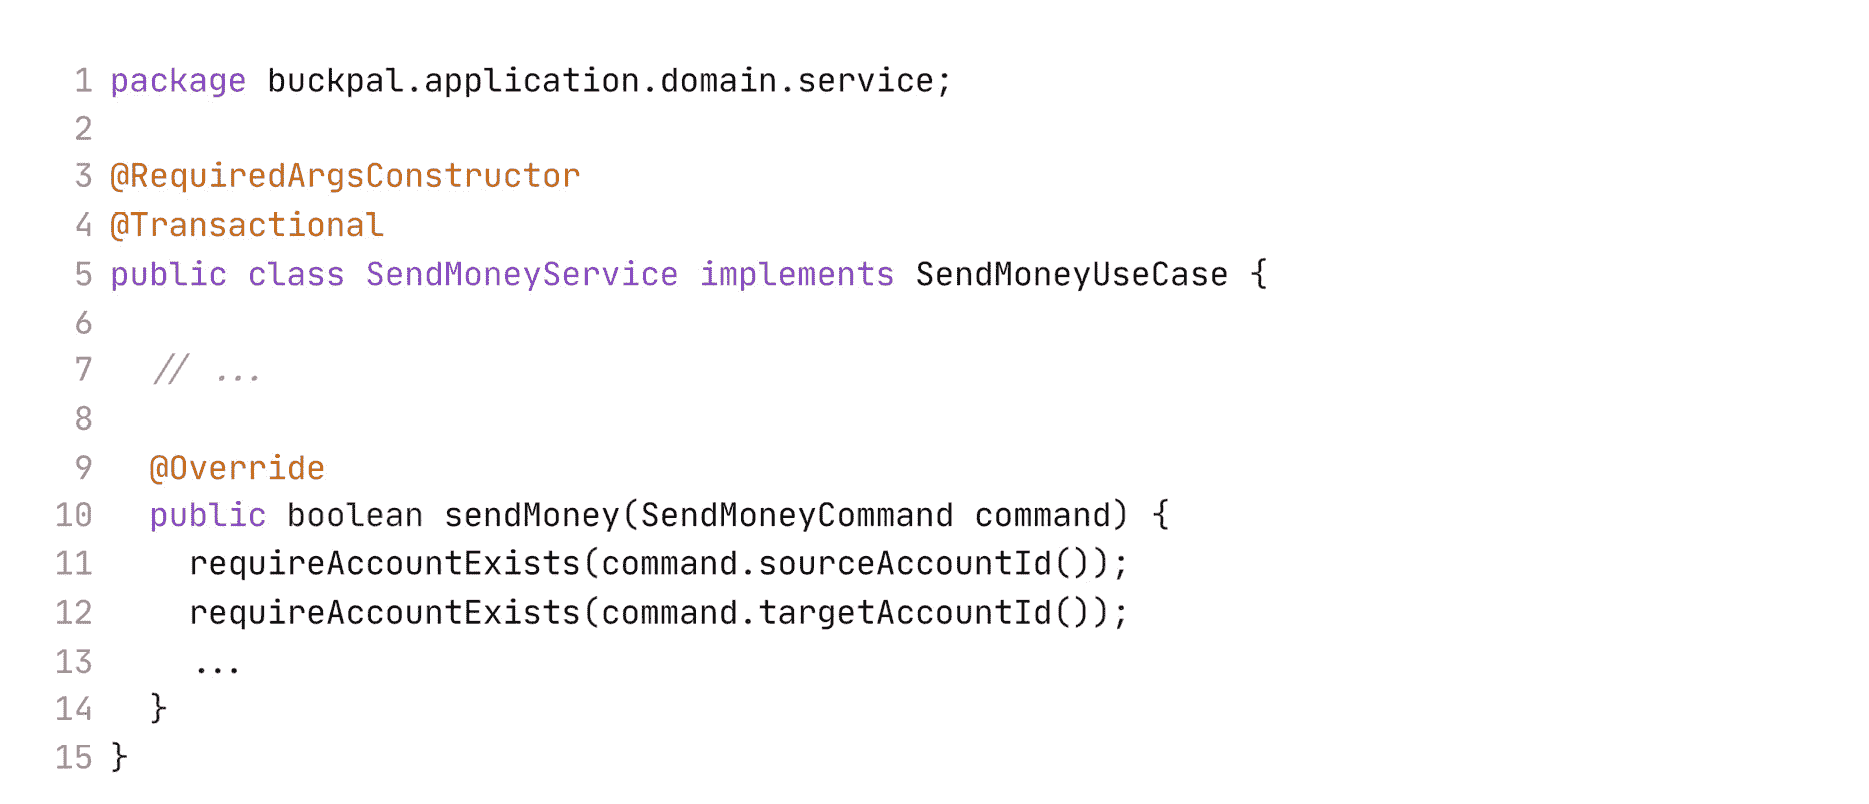 1 package buckpal.application.domain.service;
2
3 @RequiredArgsConstructor
4 @Transactional
5 public class SendMoneyService implements SendMoneyUseCase {
6
7   // ...
8
9   @Override
10   public boolean sendMoney(SendMoneyCommand command) {
11     requireAccountExists(command.sourceAccountId());
12     requireAccountExists(command.targetAccountId());
13     ...
14   }
15 }